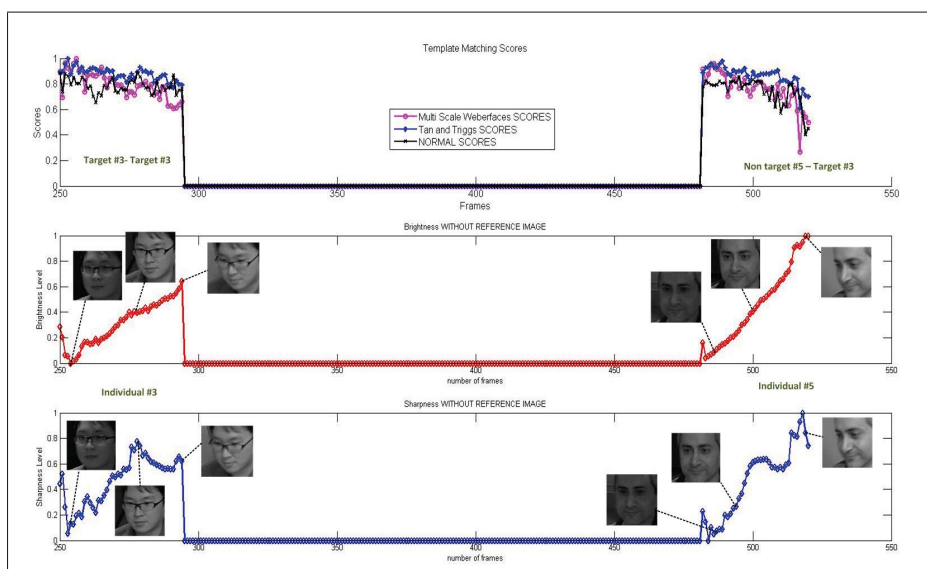 Template Matching Scores
1
0.8
0.6
0.4
0.2
0
Scores
Multi Scale Weberfaces SCORES
Tan and Triggs SCORES
NORMAL SCORES
Target #3- Target #3
Non target #5 – Target #3
250 300 350 400 450 500 550
Frames
Brightness WITHOUT REFERENCE IMAGE
1
0.8
0.6
0.4
0.2
0
Brightness Level
250 300 350 400 450 500 550
number of frames
Individual #3
Individual #5
Sharpness WITHOUT REFERENCE IMAGE
1
0.8
0.6
0.4
0.2
0
Sharpness Level
250 300 350 400 450 500 550
number of frames